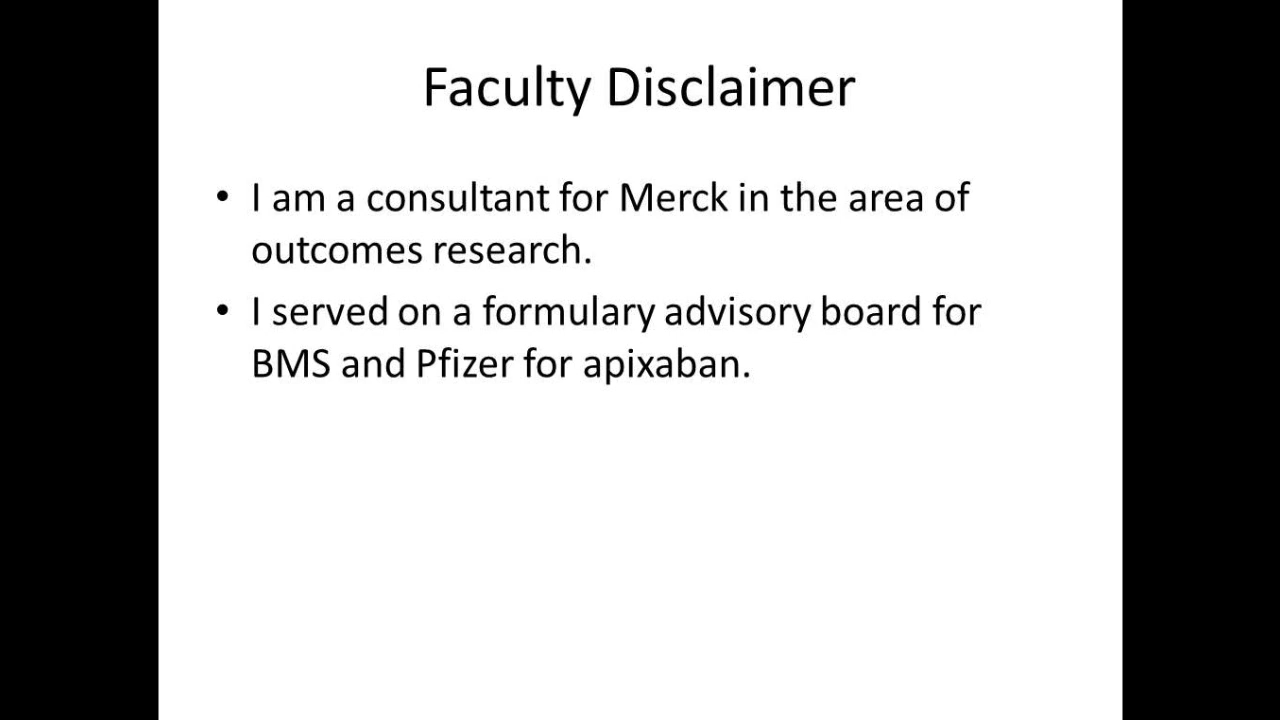 Faculty Disclaimer
• I am a consultant for Merck in the area of
outcomes research.
• I served on a formulary advisory board for
BMS and Pfizer for apixaban.